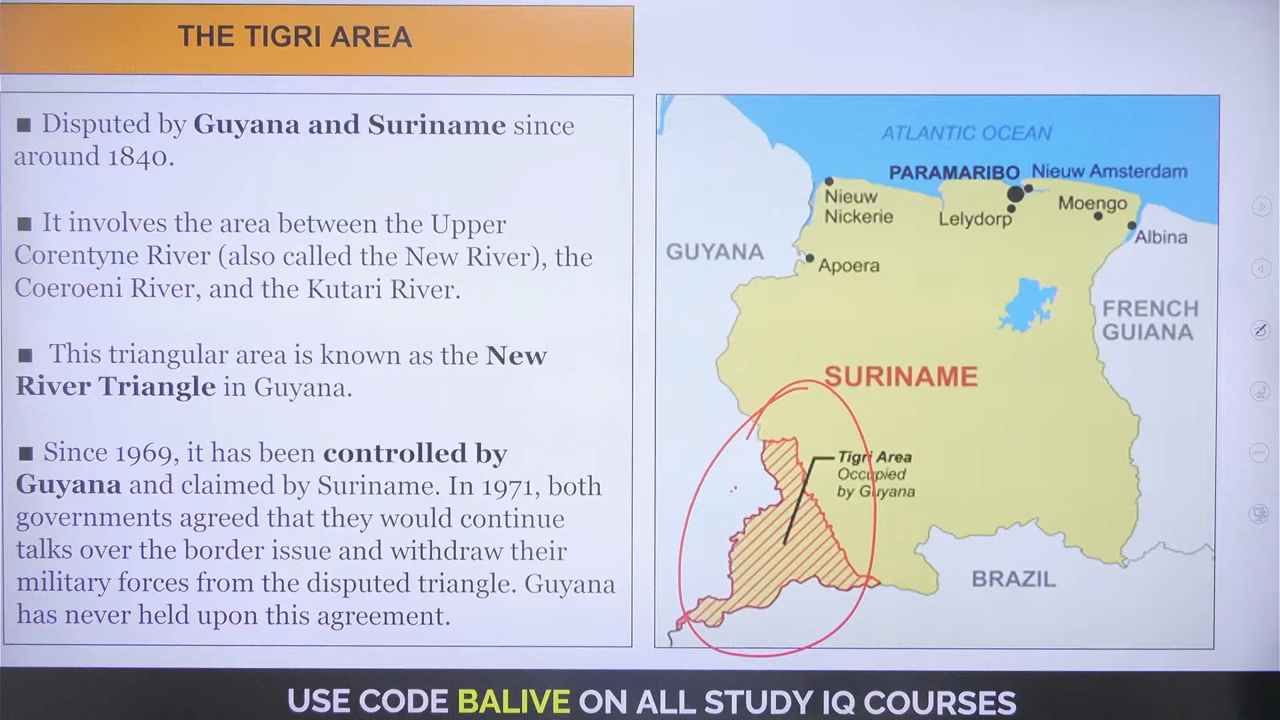 THE TIGRI AREA
■ Disputed by Guyana and Suriname since
around 1840.
■ It involves the area between the Upper
Corentyne River (also called the New River), the
Coeroeni River, and the Kutari River.
■ This triangular area is known as the New
River Triangle in Guyana.
■ Since 1969, it has been controlled by
Guyana and claimed by Suriname. In 1971, both
governments agreed that they would continue
talks over the border issue and withdraw their
military forces from the disputed triangle. Guyana
has never held upon this agreement.
ATLANTIC OCEAN
PARAMARIBO
Nieuw Amsterdam
Nieuw
Nickerie
Lelydorp
Moengo
Albina
GUYANA
Apoera
FRENCH
GUIANA
SURINAME
Tigri Area
Occupied
by Guyana
BRAZIL
USE CODE BALIVE ON ALL STUDY IQ COURSES